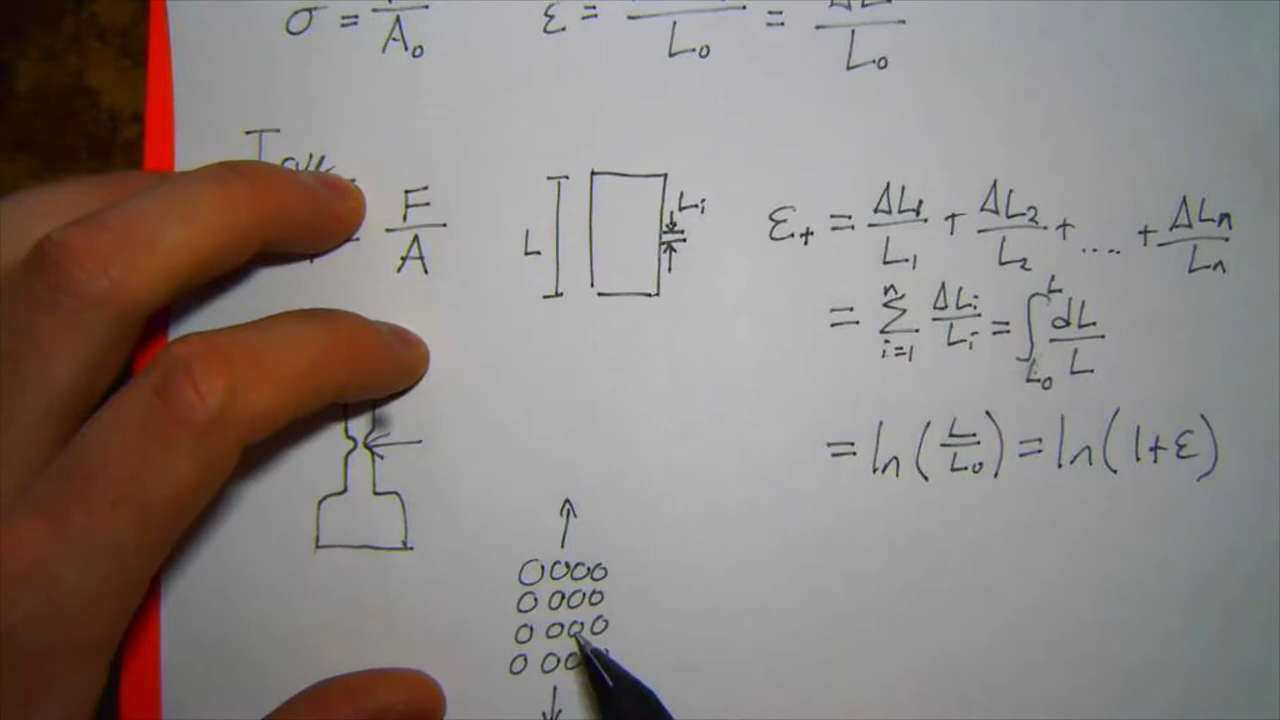 σ = F/A₀
ε = /L₀ = ΔL/L₀
F/A
L
Lᵢ
εₜ = ΔL₁/L₁ + ΔL₂/L₂ + .... + ΔLₙ/Lₙ
= Σᵢ₌₁ⁿ ΔLᵢ/Lᵢ = ∫_L₀^L dL/L
= ln(L/L₀) = ln(1+ε)